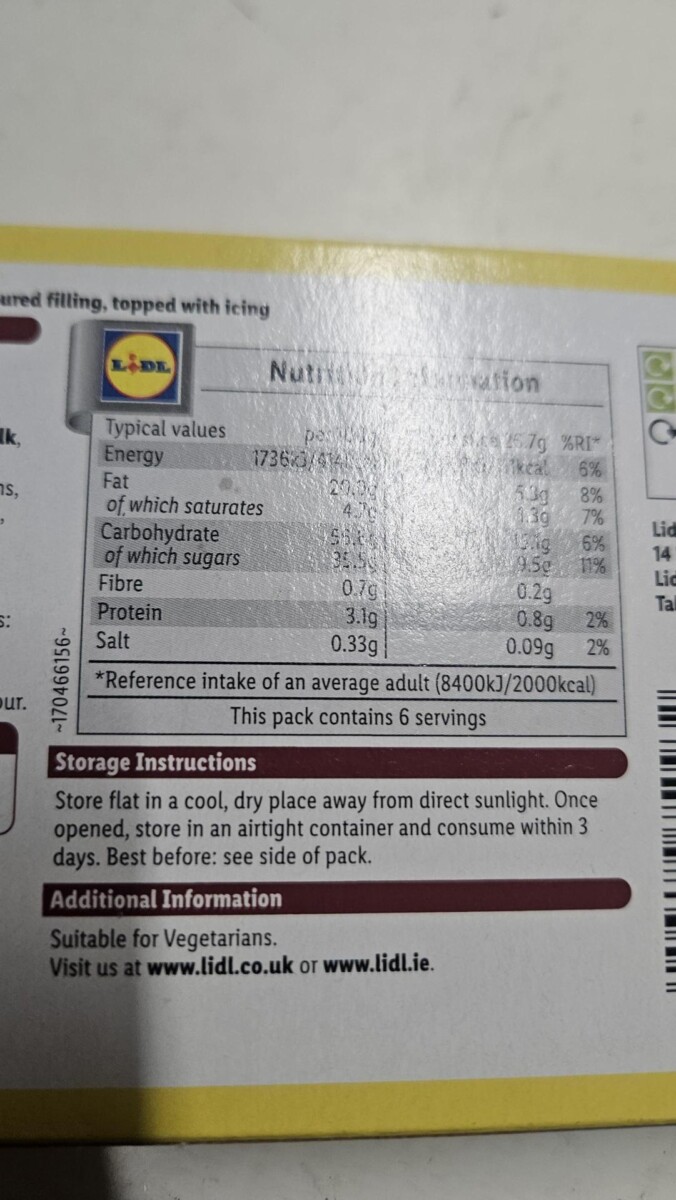 filling, topped with icing
LIDL
Typical values
%RI*
Energy
6%
Fat
8%
of which saturates
7%
Carbohydrate
6%
of which sugars
9.5g 11%
Fibre 0.7g 0.2g
Protein 3.1g 0.8g 2%
Salt 0.33g 0.09g 2%
*Reference intake of an average adult (8400kJ/2000kcal)
This pack contains 6 servings
~170466156~
Storage Instructions
Store flat in a cool, dry place away from direct sunlight. Once
opened, store in an airtight container and consume within 3
days. Best before: see side of pack.
Additional Information
Suitable for Vegetarians.
Visit us at www.lidl.co.uk or www.lidl.ie.
14